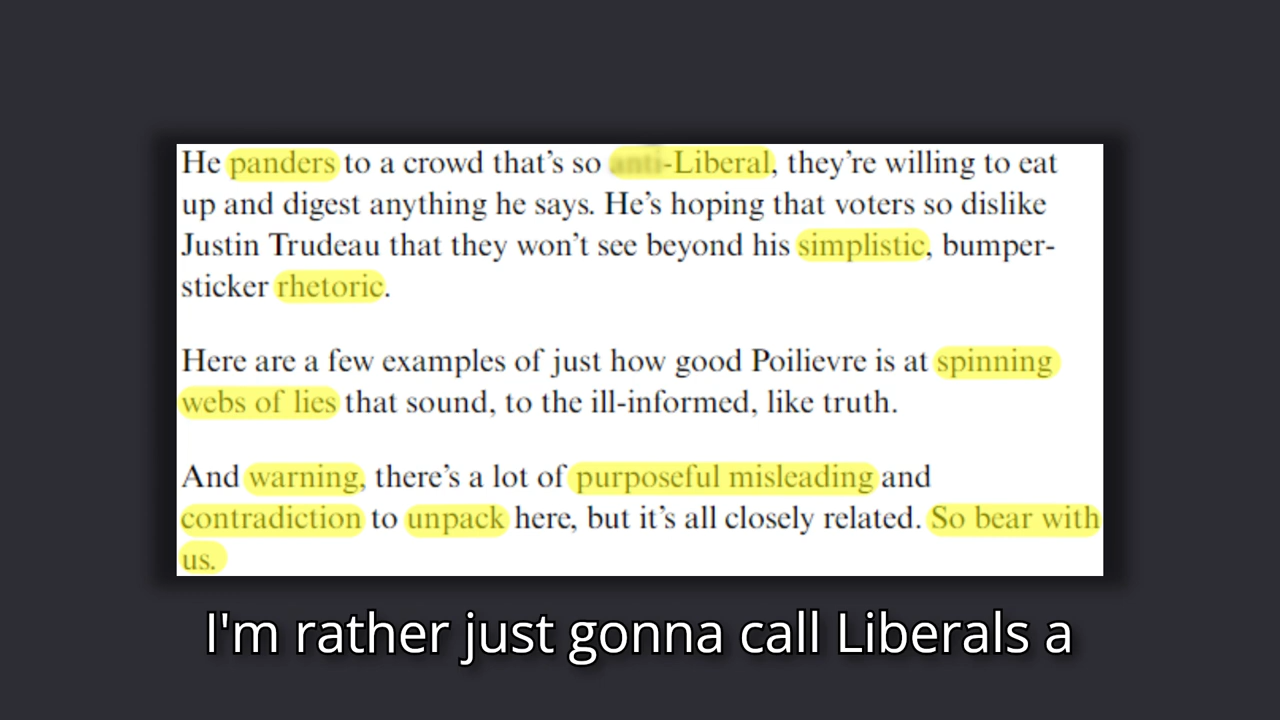 He panders to a crowd that's so anti-Liberal, they're willing to eat
up and digest anything he says. He's hoping that voters so dislike
Justin Trudeau that they won't see beyond his simplistic, bumper-
sticker rhetoric.
Here are a few examples of just how good Poilievre is at spinning
webs of lies that sound, to the ill-informed, like truth.
And warning, there's a lot of purposeful misleading and
contradiction to unpack here, but it's all closely related. So bear with
us.
I'm rather just gonna call Liberals a